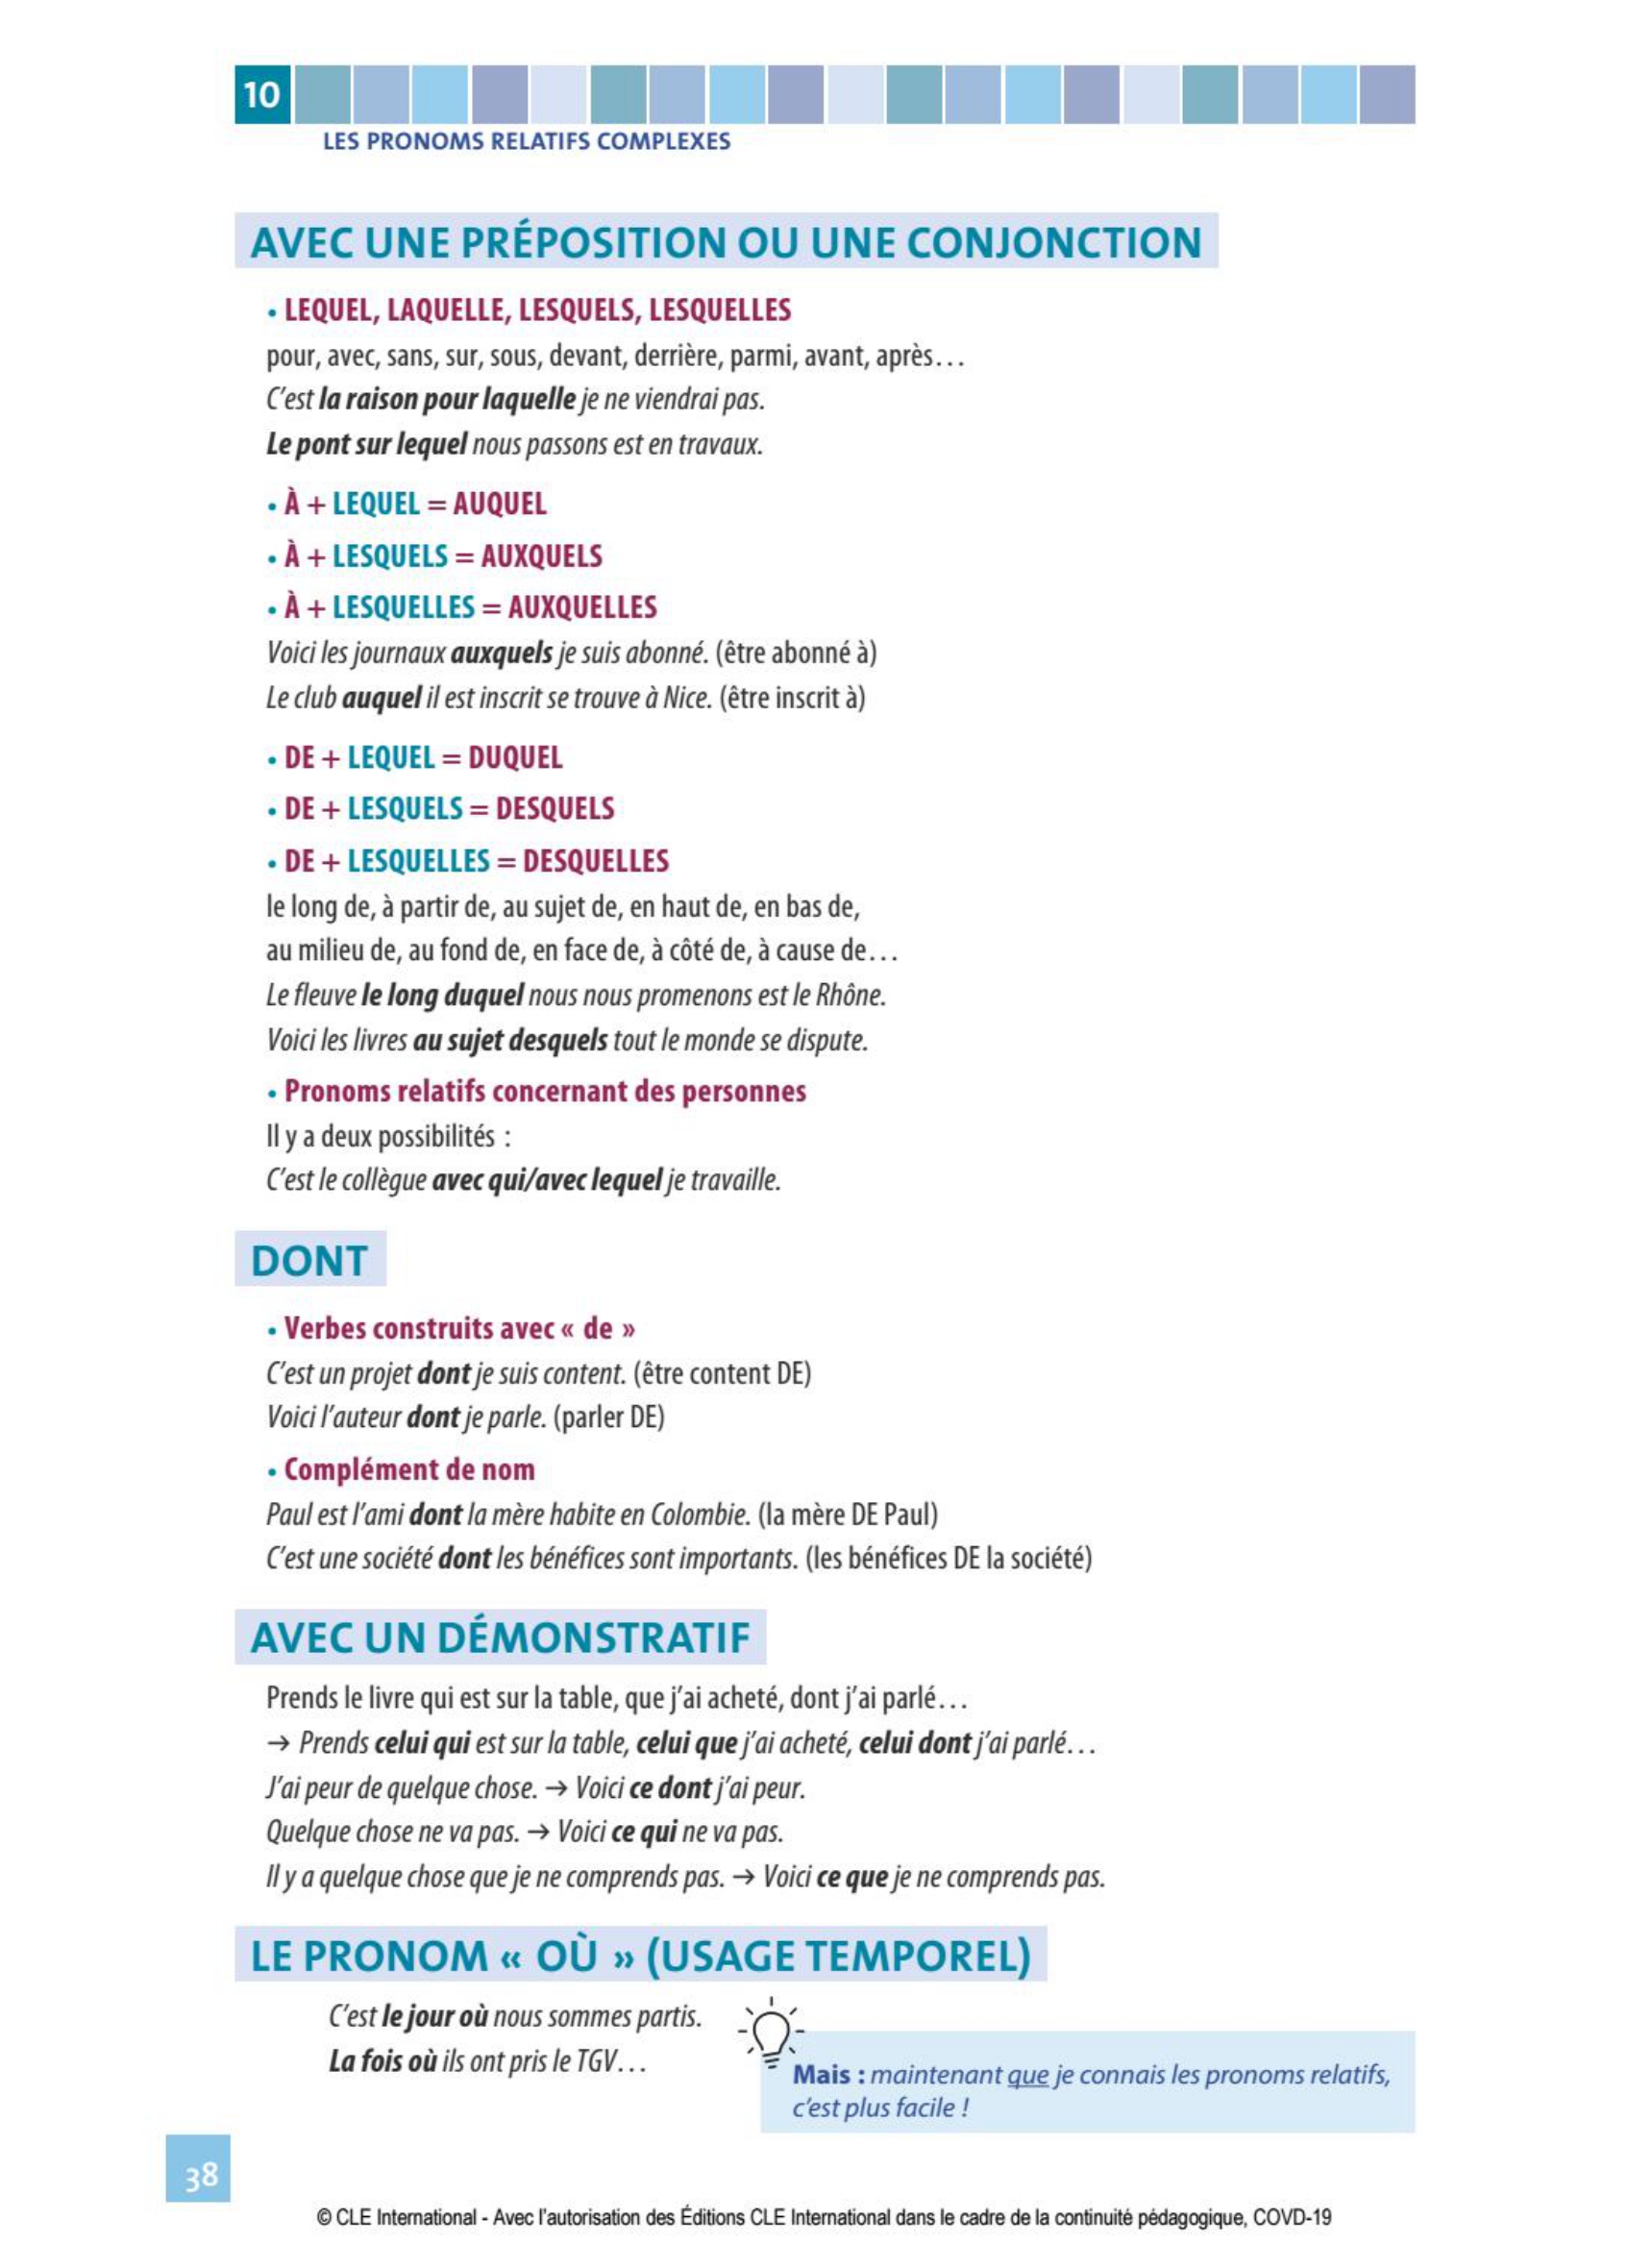 10
LES PRONOMS RELATIFS COMPLEXES
AVEC UNE PRÉPOSITION OU UNE CONJONCTION
• LEQUEL, LAQUELLE, LESQUELS, LESQUELLES
pour, avec, sans, sur, sous, devant, derrière, parmi, avant, après…
C’est la raison pour laquelle je ne viendrai pas.
Le pont sur lequel nous passons est en travaux.
• À + LEQUEL = AUQUEL
• À + LESQUELS = AUXQUELS
• À + LESQUELLES = AUXQUELLES
Voici les journaux auxquels je suis abonné. (être abonné à)
Le club auquel il est inscrit se trouve à Nice. (être inscrit à)
• DE + LEQUEL = DUQUEL
• DE + LESQUELS = DESQUELS
• DE + LESQUELLES = DESQUELLES
le long de, à partir de, au sujet de, en haut de, en bas de,
au milieu de, au fond de, en face de, à côté de, à cause de…
Le fleuve le long duquel nous nous promenons est le Rhône.
Voici les livres au sujet desquels tout le monde se dispute.
• Pronoms relatifs concernant des personnes
Il y a deux possibilités :
C’est le collègue avec qui/avec lequel je travaille.
DONT
• Verbes construits avec « de »
C’est un projet dont je suis content. (être content DE)
Voici l’auteur dont je parle. (parler DE)
• Complément de nom
Paul est l’ami dont la mère habite en Colombie. (la mère DE Paul)
C’est une société dont les bénéfices sont importants. (les bénéfices DE la société)
AVEC UN DÉMONSTRATIF
Prends le livre qui est sur la table, que j’ai acheté, dont j’ai parlé…
→ Prends celui qui est sur la table, celui que j’ai acheté, celui dont j’ai parlé…
J’ai peur de quelque chose. → Voici ce dont j’ai peur.
Quelque chose ne va pas. → Voici ce qui ne va pas.
Il y a quelque chose que je ne comprends pas. → Voici ce que je ne comprends pas.
LE PRONOM « OÙ » (USAGE TEMPOREL)
C’est le jour où nous sommes partis.
La fois où ils ont pris le TGV…
Mais : maintenant que je connais les pronoms relatifs,
c’est plus facile !
38
© CLE International - Avec l’autorisation des Éditions CLE International dans le cadre de la continuité pédagogique, COVD-19